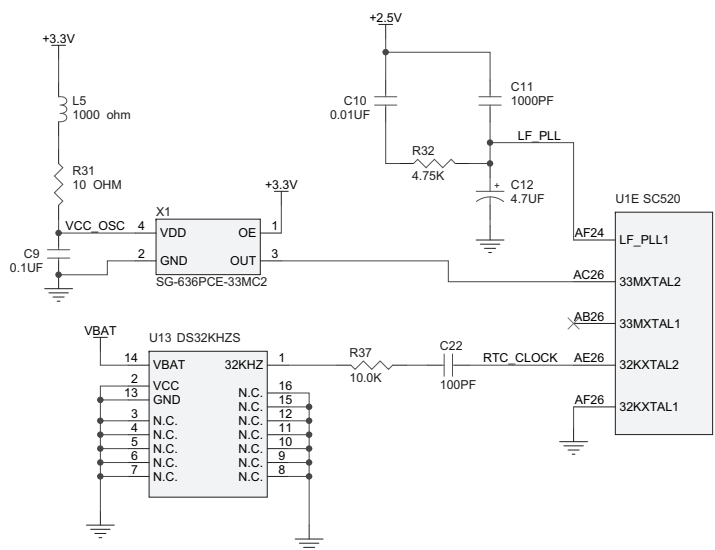 +2.5V
+3.3V
L5
1000 ohm
C10
0.01UF
C11
1000PF
LF_PLL
R32
4.75K
R31
10 OHM
+
C12
4.7UF
+3.3V
U1E SC520
X1
VCC_OSC
4
VDD
OE
1
AF24
LF_PLL1
C9
0.1UF
2
GND
OUT
3
AC26
33MXTAL2
SG-636PCE-33MC2
AB26
33MXTAL1
VBAT
U13 DS32KHZS
C22
R37
14
VBAT
32KHZ
1
RTC_CLOCK
AE26
32KXTAL2
10.0K
100PF
2
VCC
13
GND
N.C.
16
N.C.
15
AF26
32KXTAL1
3
N.C.
N.C.
12
4
N.C.
N.C.
11
5
N.C.
N.C.
10
6
N.C.
N.C.
9
7
N.C.
N.C.
8